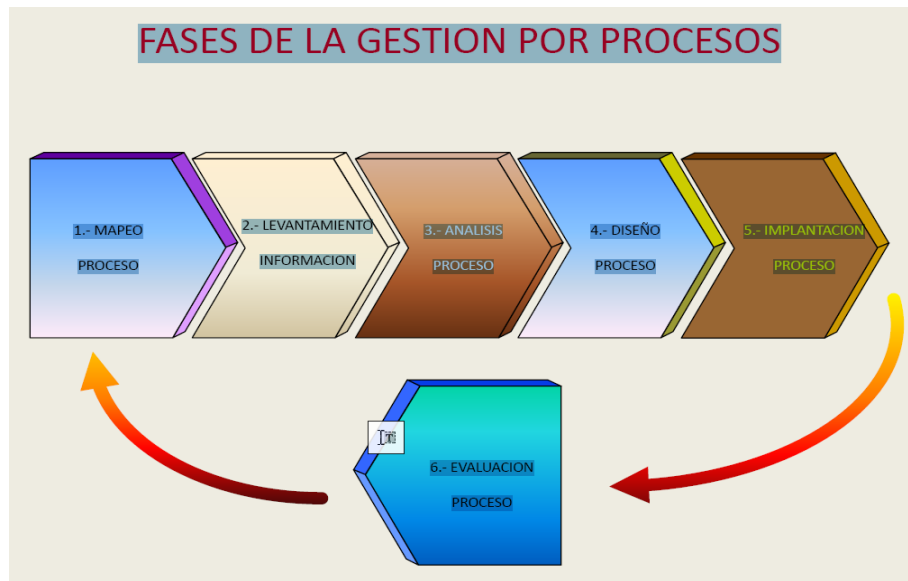 FASES DE LA GESTION POR PROCESOS
1.- MAPEO
PROCESO
2.- LEVANTAMIENTO
INFORMACION
3.- ANALISIS
PROCESO
4.- DISEÑO
PROCESO
5.- IMPLANTACION
PROCESO
6.- EVALUACION
PROCESO